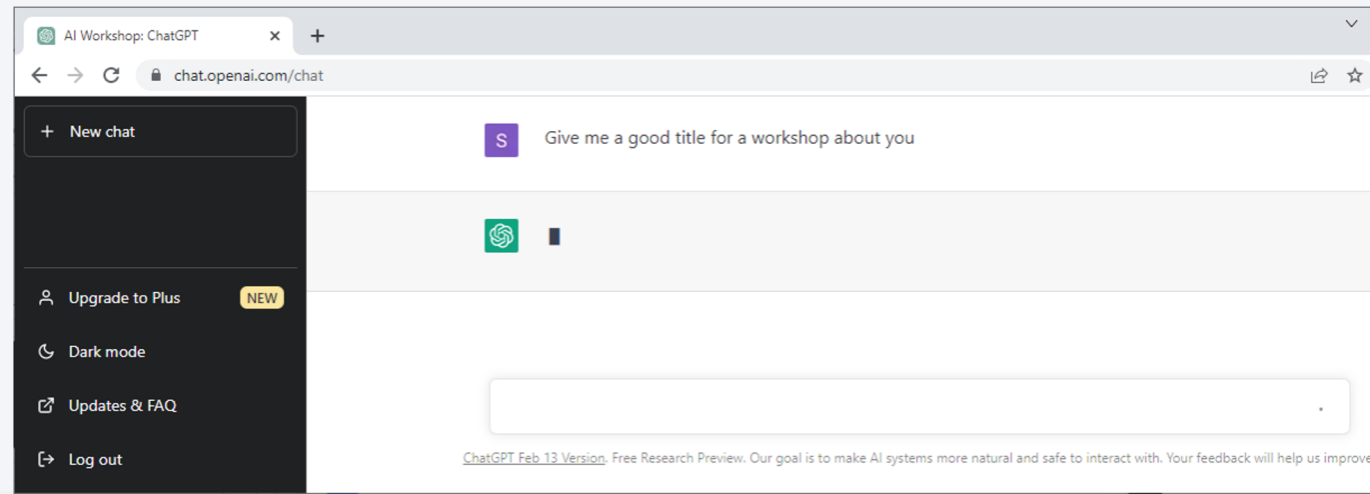 AI Workshop: ChatGPT
chat.openai.com/chat
New chat
S
Give me a good title for a workshop about you
Upgrade to Plus NEW
Dark mode
Updates & FAQ
Log out
ChatGPT Feb 13 Version. Free Research Preview. Our goal is to make AI systems more natural and safe to interact with. Your feedback will help us improve